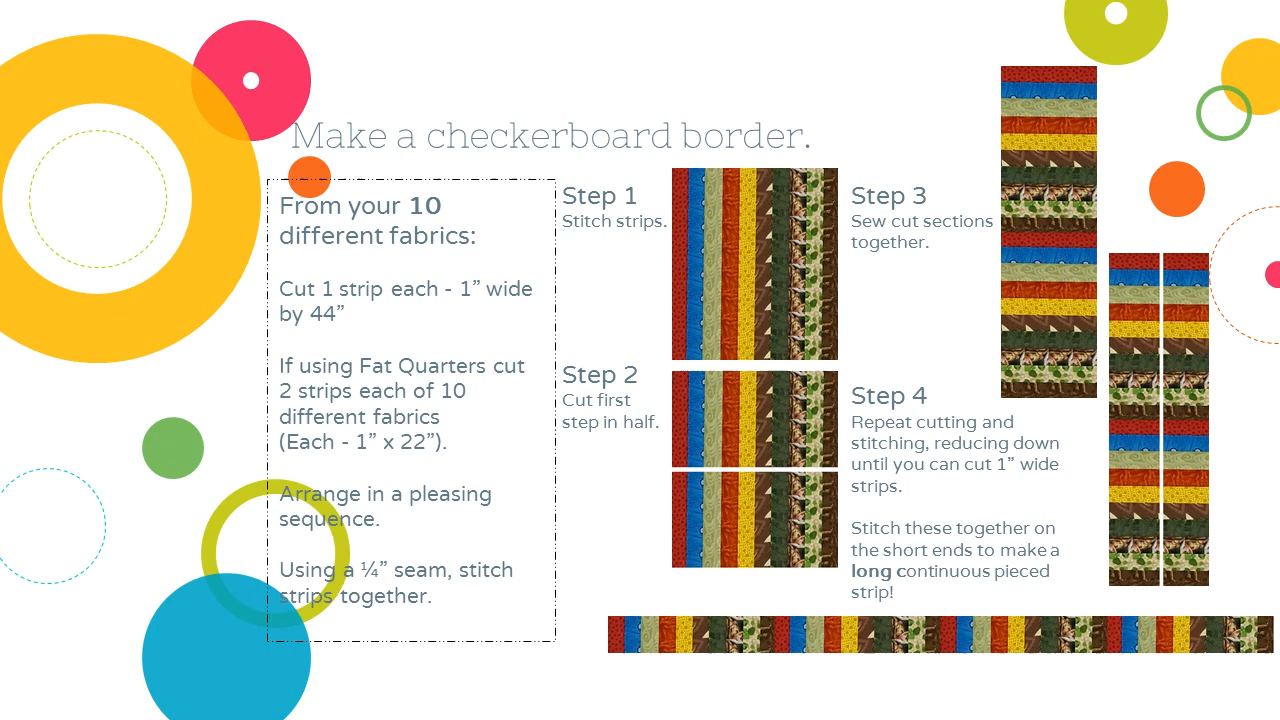 Make a checkerboard border.
From your 10
different fabrics:
Cut 1 strip each - 1” wide
by 44”
If using Fat Quarters cut
2 strips each of 10
different fabrics
(Each - 1” x 22”).
Arrange in a pleasing
sequence.
Using a ¼” seam, stitch
strips together.
Step 1
Stitch strips.
Step 2
Cut first
step in half.
Step 3
Sew cut sections
together.
Step 4
Repeat cutting and
stitching, reducing down
until you can cut 1” wide
strips.
Stitch these together on
the short ends to make a
long continuous pieced
strip!